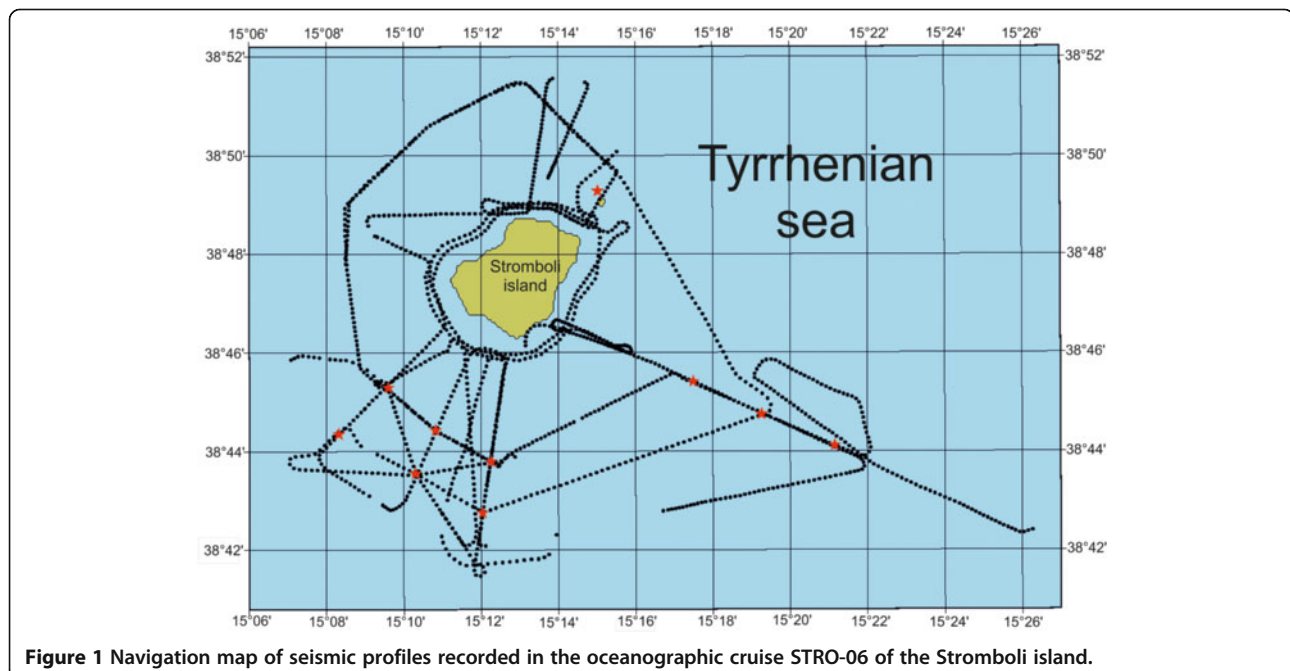 15°06' 15°08' 15°10' 15°12' 15°14' 15°16' 15°18' 15°20' 15°22' 15°24' 15°26'
38°52' 38°52'
38°50' 38°50'
Tyrrhenian
sea
38°48' 38°48'
Stromboli
island
38°46' 38°46'
38°44' 38°44'
38°42' 38°42'
15°06' 15°08' 15°10' 15°12' 15°14' 15°16' 15°18' 15°20' 15°22' 15°24' 15°26'
Figure 1 Navigation map of seismic profiles recorded in the oceanographic cruise STRO-06 of the Stromboli island.